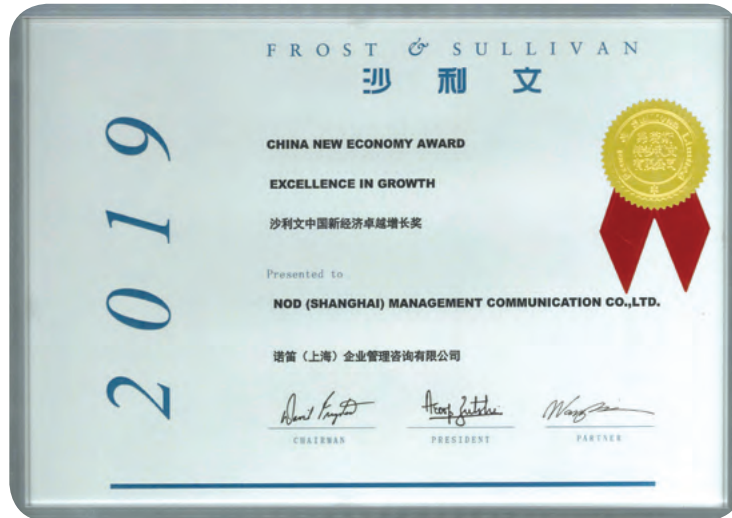 FROST & SULLIVAN
沙利文
2019
CHINA NEW ECONOMY AWARD
EXCELLENCE IN GROWTH
沙利文中国新经济卓越增长奖
Presented to
NOD (SHANGHAI) MANAGEMENT COMMUNICATION CO.,LTD.
诺笛（上海）企业管理咨询有限公司
CHAIRMAN
PRESIDENT
PARTNER